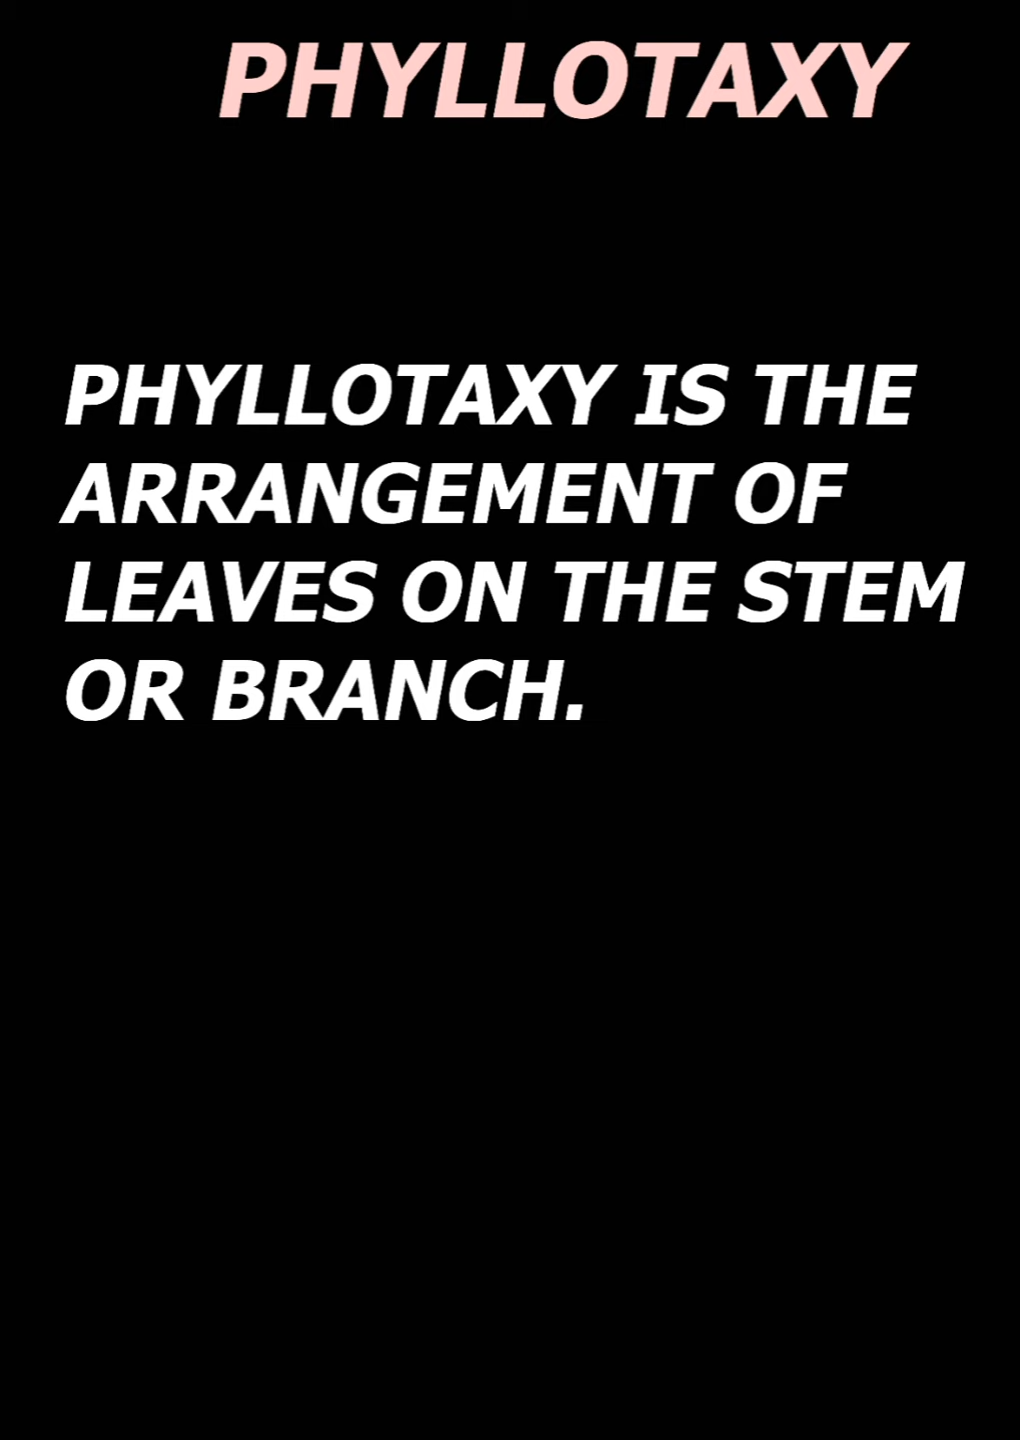 PHYLLOTAXY
PHYLLOTAXY IS THE
ARRANGEMENT OF
LEAVES ON THE STEM
OR BRANCH.